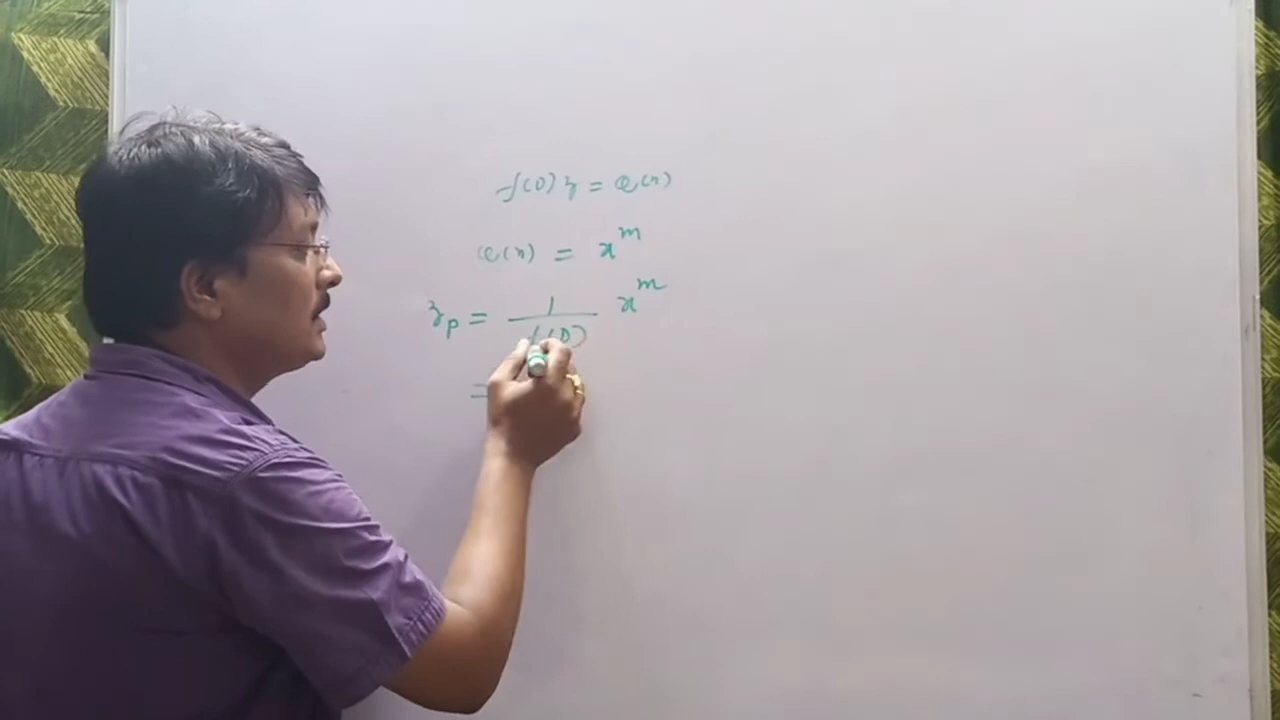 f(D) y = Q(x)
Q(x) = x^m
y_p = 1/f(D) x^m
=